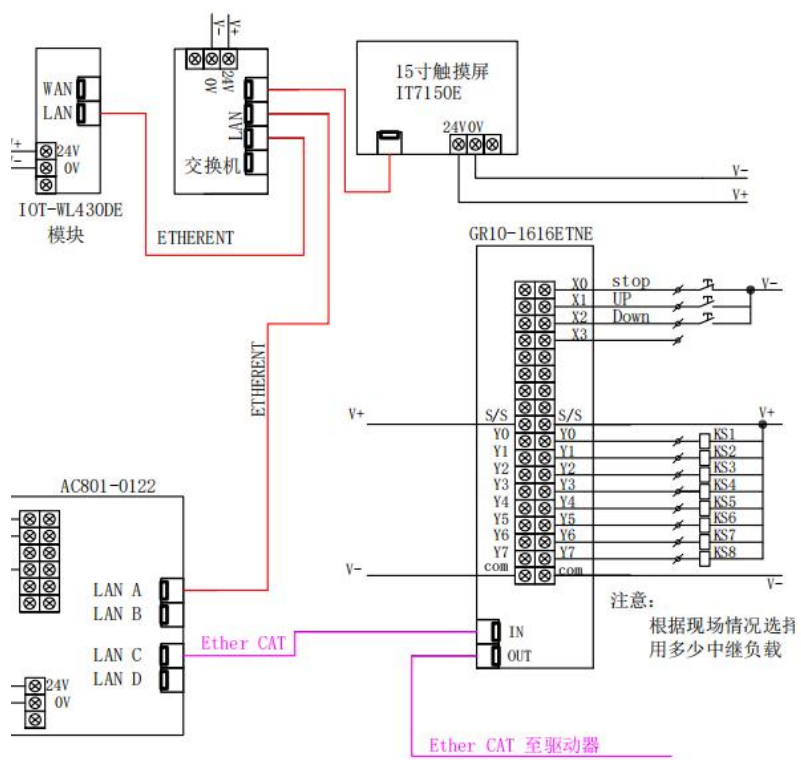 V-
V+
24V
0V
LAN
交换机
WAN
LAN
V+
V-
24V
0V
IOT-WL430DE
模块
ETHERENT
15寸触摸屏
IT7150E
24V0V
V-
V+
ETHERENT
GR10-1616ETNE
X0 stop
X1 UP
X2 Down
X3
V-
V+ S/S S/S V+
Y0 Y0 KS1
Y1 Y1 KS2
Y2 Y2 KS3
Y3 Y3 KS4
Y4 Y4 KS5
Y5 Y5 KS6
Y6 Y6 KS7
Y7 Y7 KS8
V- com com V-
IN
OUT
注意:
根据现场情况选择
用多少中继负载
AC801-0122
LAN A
LAN B
LAN C
LAN D
24V
0V
Ether CAT
Ether CAT 至驱动器